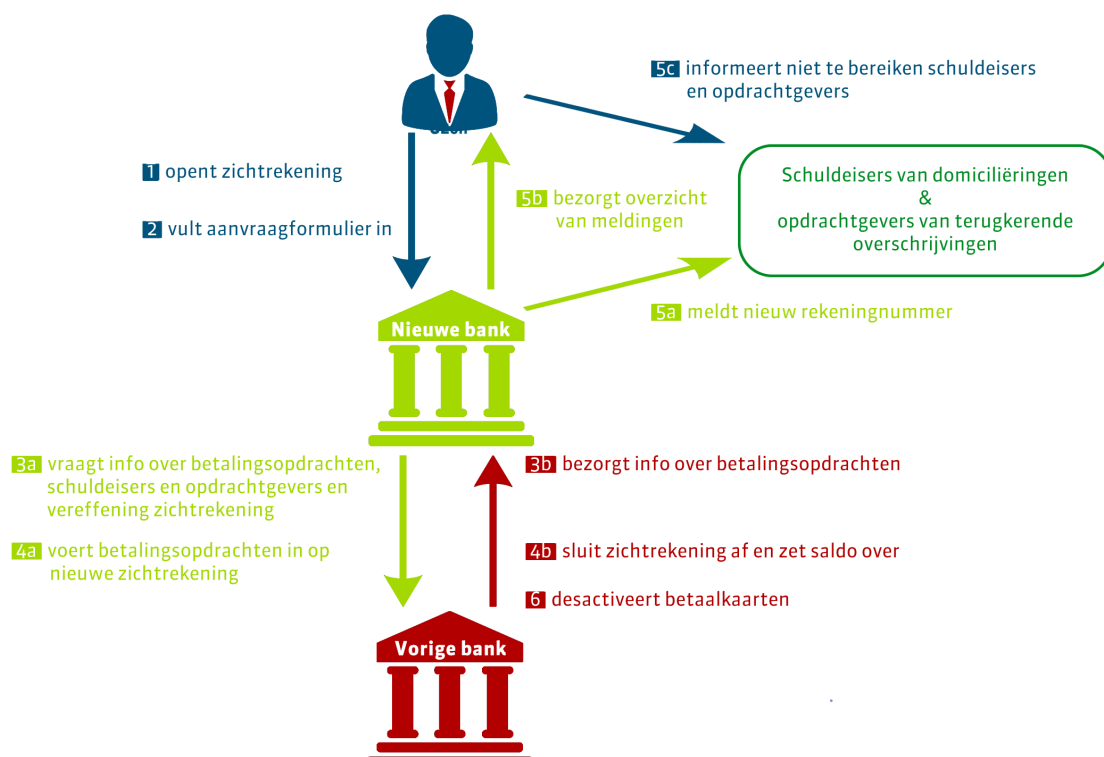 5c informeert niet te bereiken schuldeisers
en opdrachtgevers
1 opent zichtrekening
2 vult aanvraagformulier in
5b bezorgt overzicht
van meldingen
Schuldeisers van domiciliëringen
&
opdrachtgevers van terugkerende
overschrijvingen
5a meldt nieuw rekeningnummer
Nieuwe bank
3a vraagt info over betalingsopdrachten,
schuldeisers en opdrachtgevers en
vereffening zichtrekening
4a voert betalingsopdrachten in op
nieuwe zichtrekening
3b bezorgt info over betalingsopdrachten
4b sluit zichtrekening af en zet saldo over
6 desactiveert betaalkaarten
Vorige bank